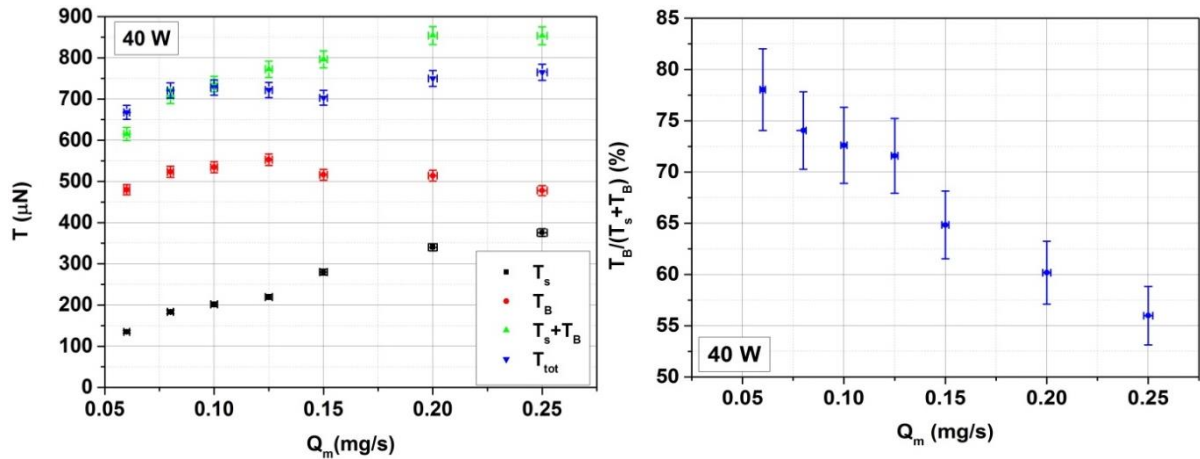 900
800
700
600
500
400
300
200
100
0
T (μN)
40 W
T_s
T_B
T_s+T_B
T_tot
0.05 0.10 0.15 0.20 0.25
Q_m(mg/s)
85
80
75
70
65
60
55
50
T_B/(T_s+T_B) (%)
40 W
0.05 0.10 0.15 0.20 0.25
Q_m (mg/s)